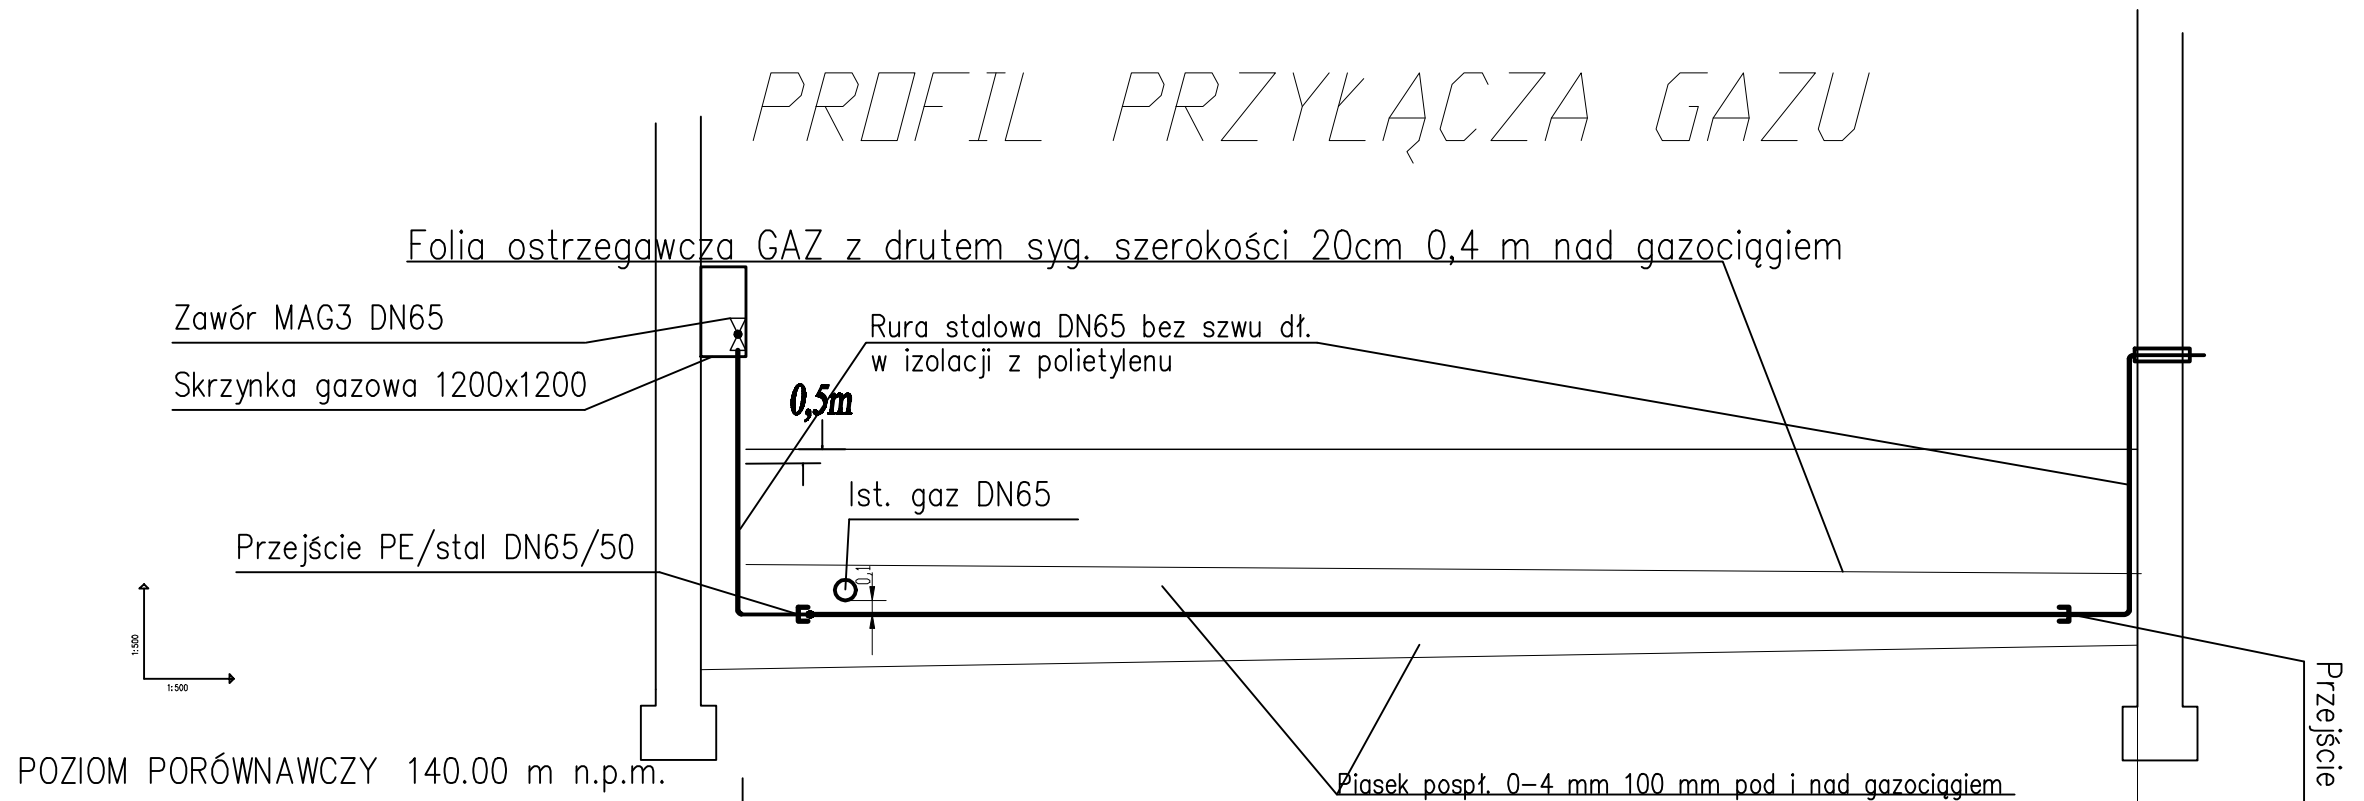 PROFIL PRZYŁĄCZA GAZU
Folia ostrzegawcza GAZ z drutem syg. szerokości 20cm 0,4 m nad gazociągiem
Zawór MAG3 DN65
Rura stalowa DN65 bez szwu dł.
w izolacji z polietylenu
Skrzynka gazowa 1200x1200
0,5m
Ist. gaz DN65
Przejście PE/stal DN65/50
0,1
1:500
1:500
Przejście
POZIOM PORÓWNAWCZY 140.00 m n.p.m.
Piasek pospł. 0-4 mm 100 mm pod i nad gazociągiem